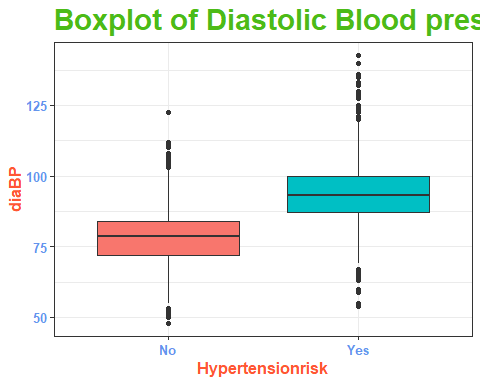 Boxplot of Diastolic Blood pres
125
100
75
50
diaBP
No
Yes
Hypertensionrisk